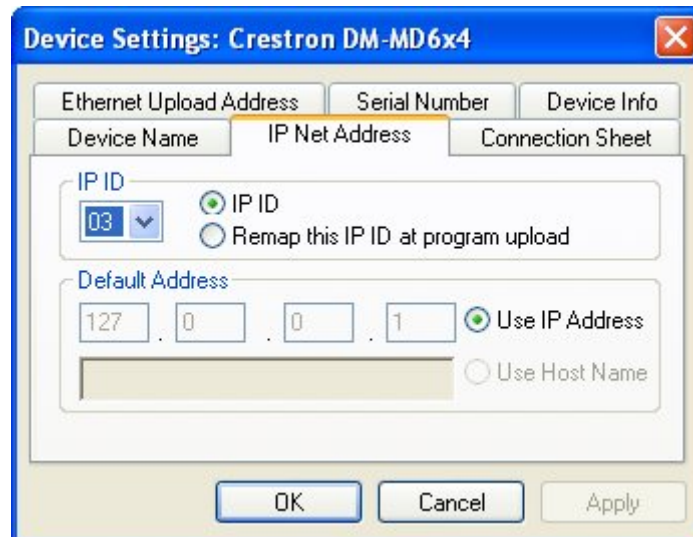 Device Settings: Crestron DM-MD6x4
Ethernet Upload Address Serial Number Device Info
Device Name IP Net Address Connection Sheet
IP ID
03 IP ID
Remap this IP ID at program upload
Default Address
127 . 0 . 0 . 1 Use IP Address
Use Host Name
OK Cancel Apply